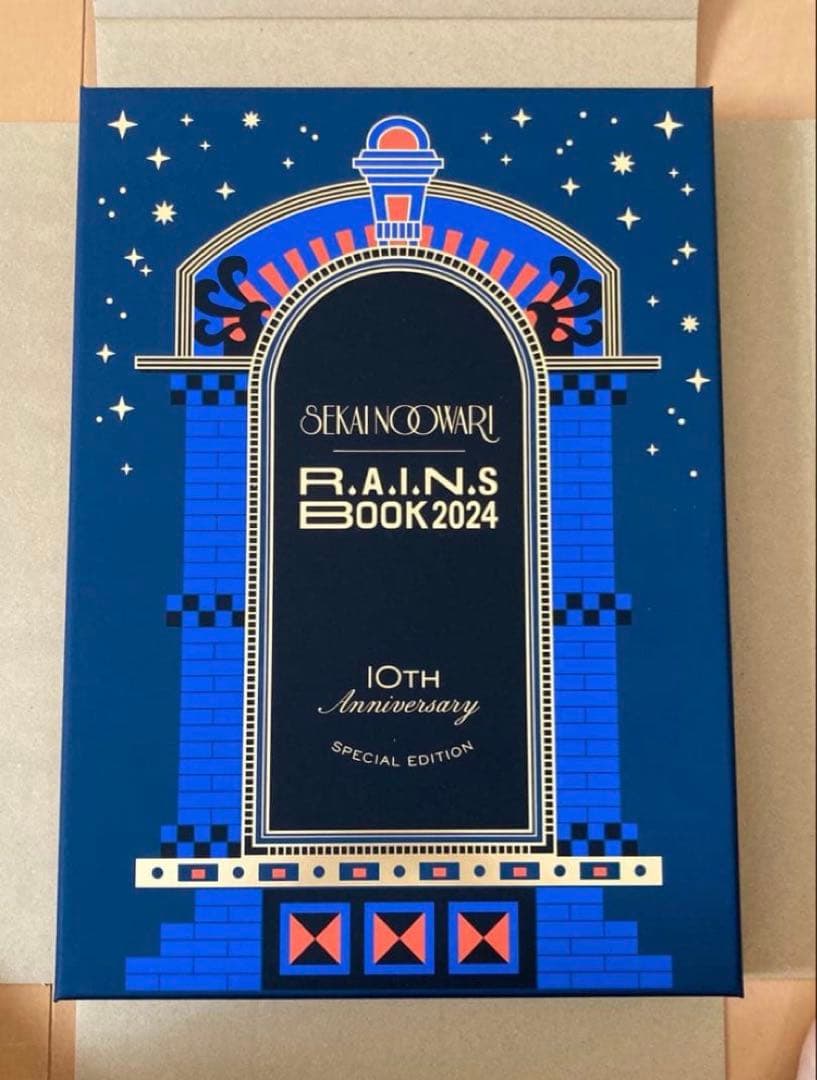 SEKAI NO OWARI
R.A.I.N.S
BOOK 2024
10TH
Anniversary
SPECIAL EDITION